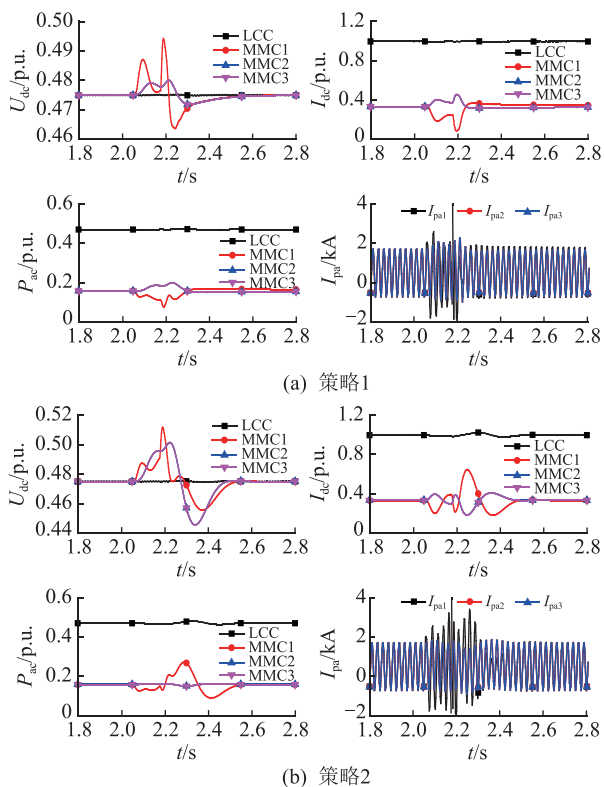 0.50
0.49
0.48
0.47
0.46
U_dc/p.u.
LCC
MMC1
MMC2
MMC3
1.8 2.0 2.2 2.4 2.6 2.8
t/s
1.2
0.8
0.4
0
I_dc/p.u.
LCC
MMC1
MMC2
MMC3
1.8 2.0 2.2 2.4 2.6 2.8
t/s
0.6
0.4
0.2
0
P_ac/p.u.
LCC
MMC1
MMC2
MMC3
1.8 2.0 2.2 2.4 2.6 2.8
t/s
4
2
0
−2
I_pa/kA
I_pa1 I_pa2 I_pa3
1.8 2.0 2.2 2.4 2.6 2.8
t/s
(a) 策略1
0.52
0.50
0.48
0.46
0.44
U_dc/p.u.
LCC
MMC1
MMC2
MMC3
1.8 2.0 2.2 2.4 2.6 2.8
t/s
1.2
0.8
0.4
0
I_dc/p.u.
LCC
MMC1
MMC2
MMC3
1.8 2.0 2.2 2.4 2.6 2.8
t/s
0.6
0.4
0.2
0
P_ac/p.u.
LCC
MMC1
MMC2
MMC3
1.8 2.0 2.2 2.4 2.6 2.8
t/s
4
2
0
−2
I_pa/kA
I_pa1 I_pa2 I_pa3
1.8 2.0 2.2 2.4 2.6 2.8
t/s
(b) 策略2